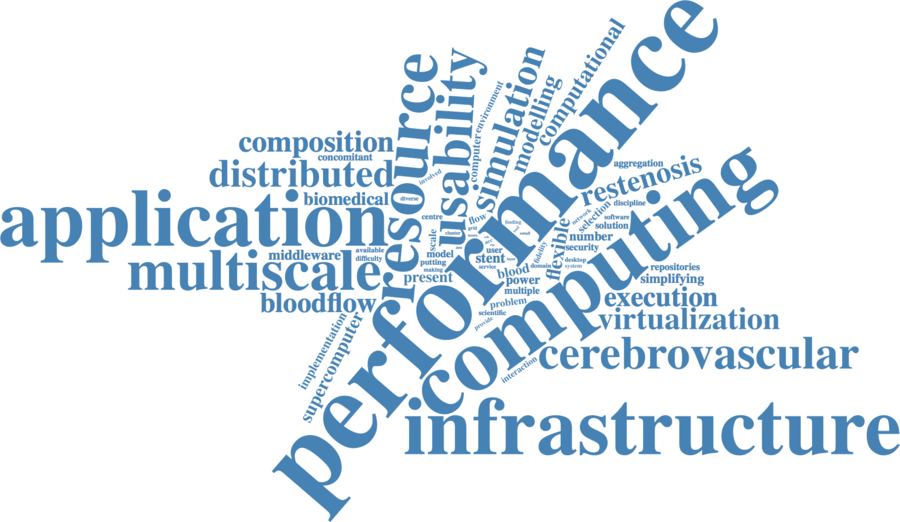 performance
computing
infrastructure
application
multiscale
resource
usability
simulation
distributed
composition
concomitant
biomedical
bloodflow
middleware
cerebrovascular
virtualization
execution
restenosis
computational
modelling
environment
computer
supercomputer
implementation
flexible
aggregation
discipline
selection
network
software
solution
number
security
desktop
system
domain
fidelity
repositories
simplifying
interaction
involved
diverse
centre
cluster
flow
grid
scale
model
putting
making
present
available
difficulty
user
stent
service
blood
power
multiple
problem
scientific
provide
finding